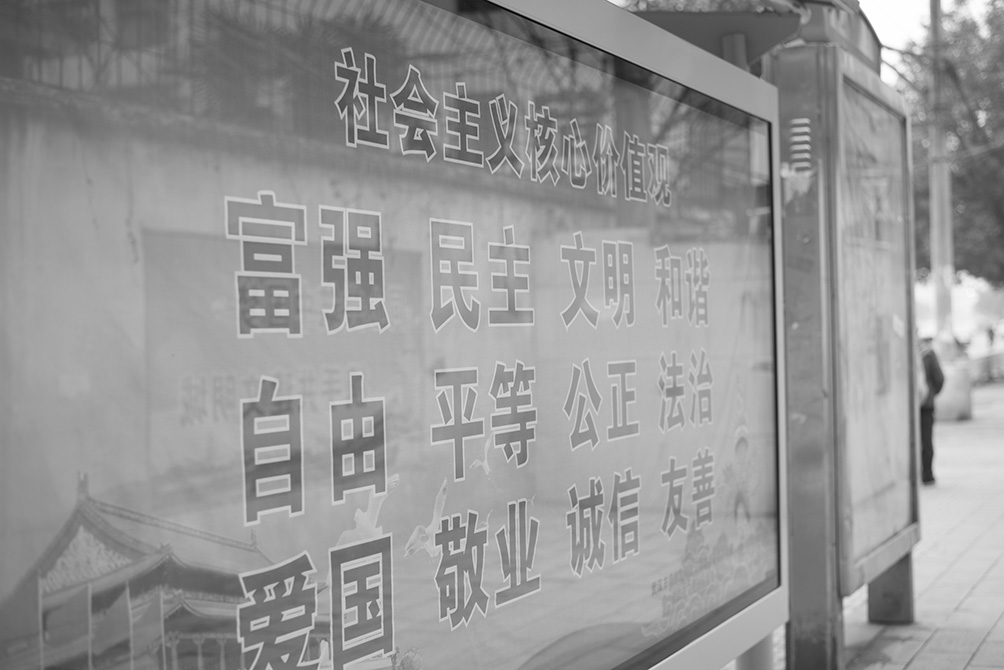 社会主义核心价值观
富强 民主 文明 和谐
自由 平等 公正 法治
爱国 敬业 诚信 友善